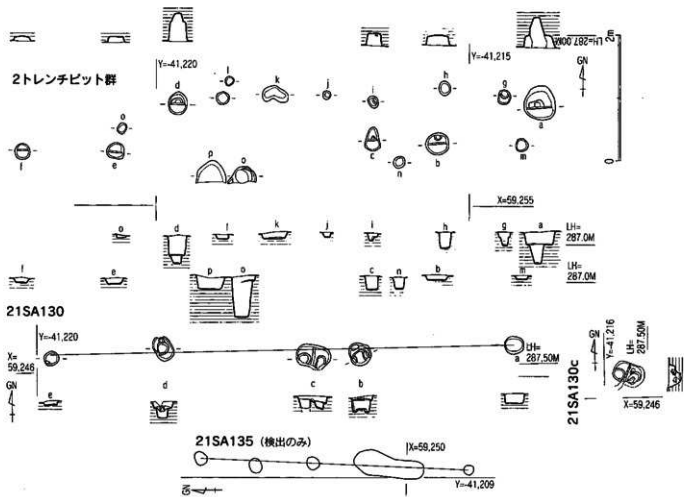 LH=287.00M
2m
Y=-41,220
Y=-41,215
GN
2トレンチピット群
d l k j i h g a
o
f e c b m
n
p o
0
X=59,255
o d l k j i h g a LH=287.0M
f e p o c n b m LH=287.0M
21SA130
Y=-41,220
X=59,246
LH=287.50M
a
GN
e d c b
21SA130c
GN
Y=-41,216
LH=287.50M
X=59,246
21SA135（検出のみ）
X=59,250
Y=-41,209
GN